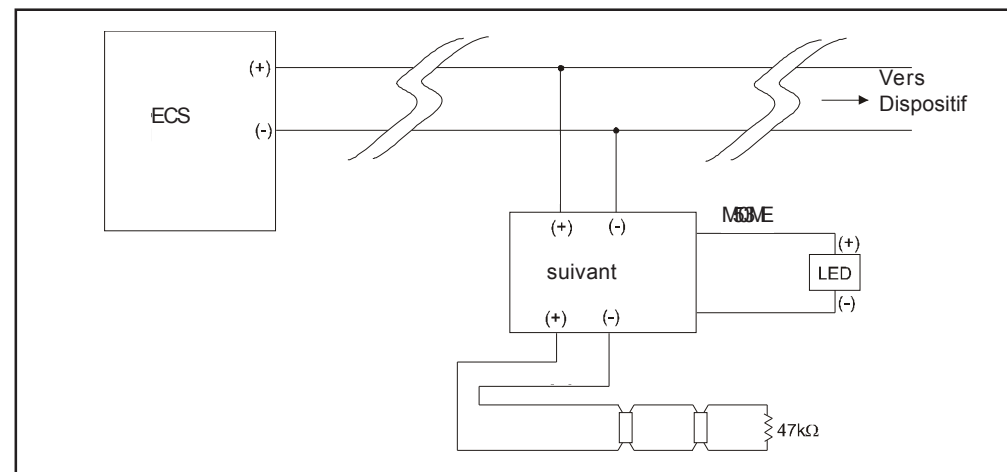 (+)
Vers
ECS
Dispositif
(-)
(+) (-)
(+)
suivant
LED
(+) (-)
(-)
47kΩ